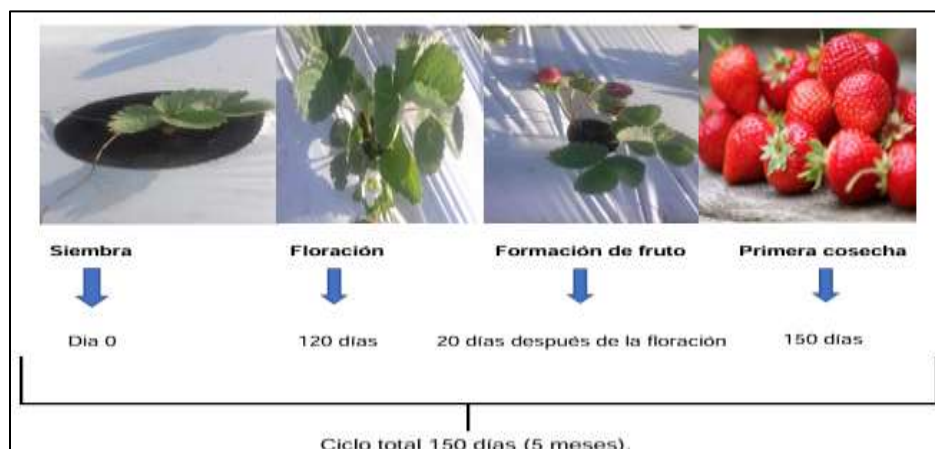 Siembra
Floración
Formación de fruto
Primera cosecha
Dia 0
120 días
20 días después de la floración
150 días
Ciclo total 150 días (5 meses).